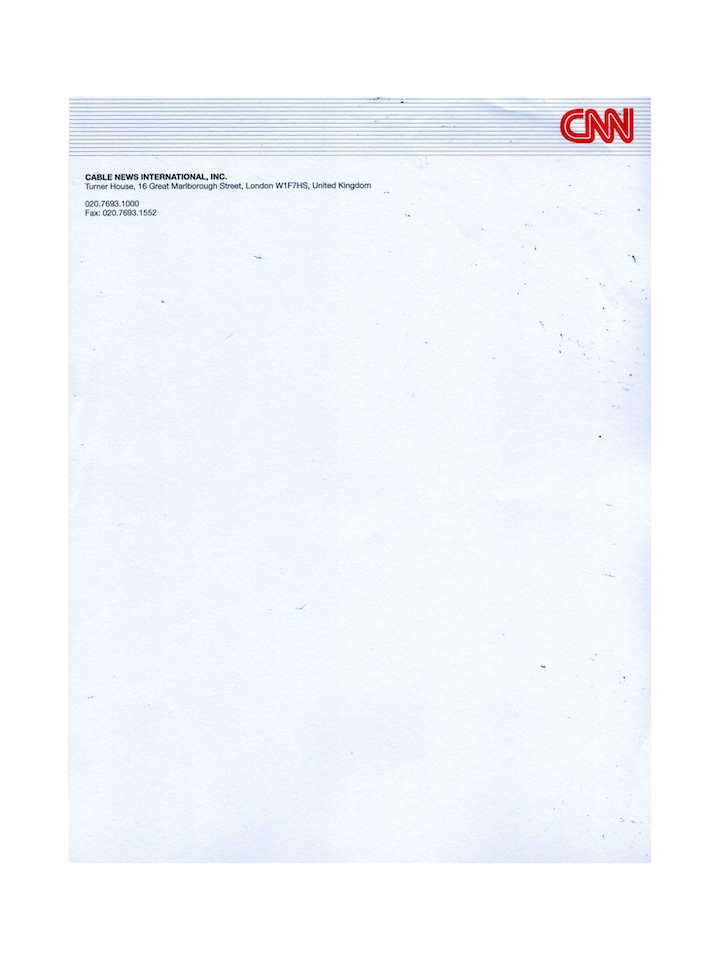 CNN
CABLE NEWS INTERNATIONAL, INC.
Turner House, 16 Great Marlborough Street, London W1F7HS, United Kingdom
020.7693.1000
Fax: 020.7693.1552